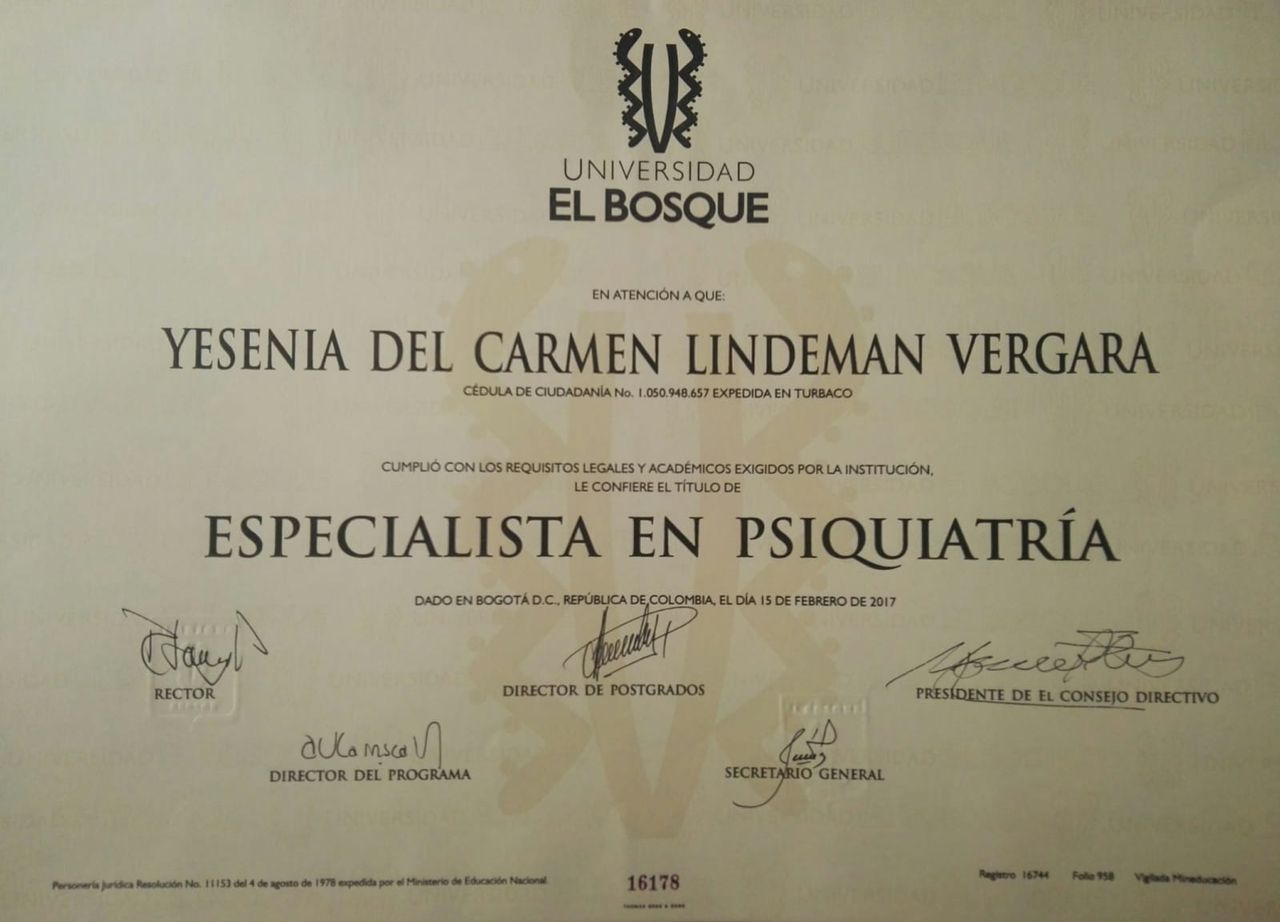 UNIVERSIDAD
EL BOSQUE
EN ATENCIÓN A QUE:
YESENIA DEL CARMEN LINDEMAN VERGARA
CÉDULA DE CIUDADANÍA No. 1.050.948.657 EXPEDIDA EN TURBACO
CUMPLIÓ CON LOS REQUISITOS LEGALES Y ACADÉMICOS EXIGIDOS POR LA INSTITUCIÓN,
LE CONFIERE EL TÍTULO DE
ESPECIALISTA EN PSIQUIATRÍA
DADO EN BOGOTÁ D.C., REPÚBLICA DE COLOMBIA, EL DÍA 15 DE FEBRERO DE 2017
RECTOR
DIRECTOR DE POSTGRADOS
PRESIDENTE DE EL CONSEJO DIRECTIVO
DIRECTOR DEL PROGRAMA
SECRETARIO GENERAL
Personería Jurídica Resolución No. 11153 del 4 de agosto de 1978 expedida por el Ministerio de Educación Nacional.
16178
Registro 16744 Folio 958 Vigilada Mineducación